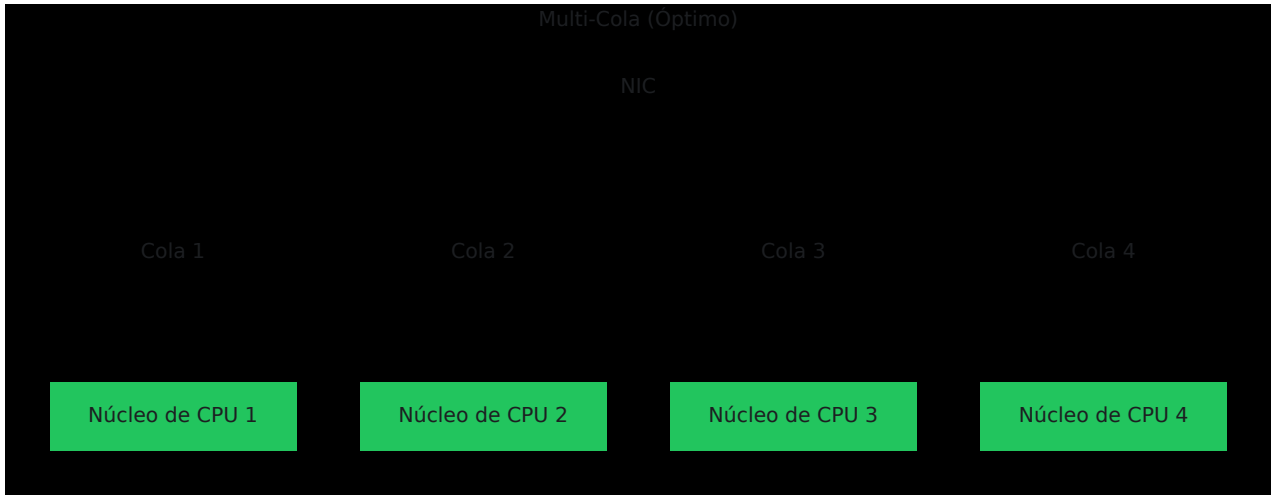 Multi-Cola (Óptimo)
NIC
Cola 1
Cola 2
Cola 3
Cola 4
Núcleo de CPU 1
Núcleo de CPU 2
Núcleo de CPU 3
Núcleo de CPU 4